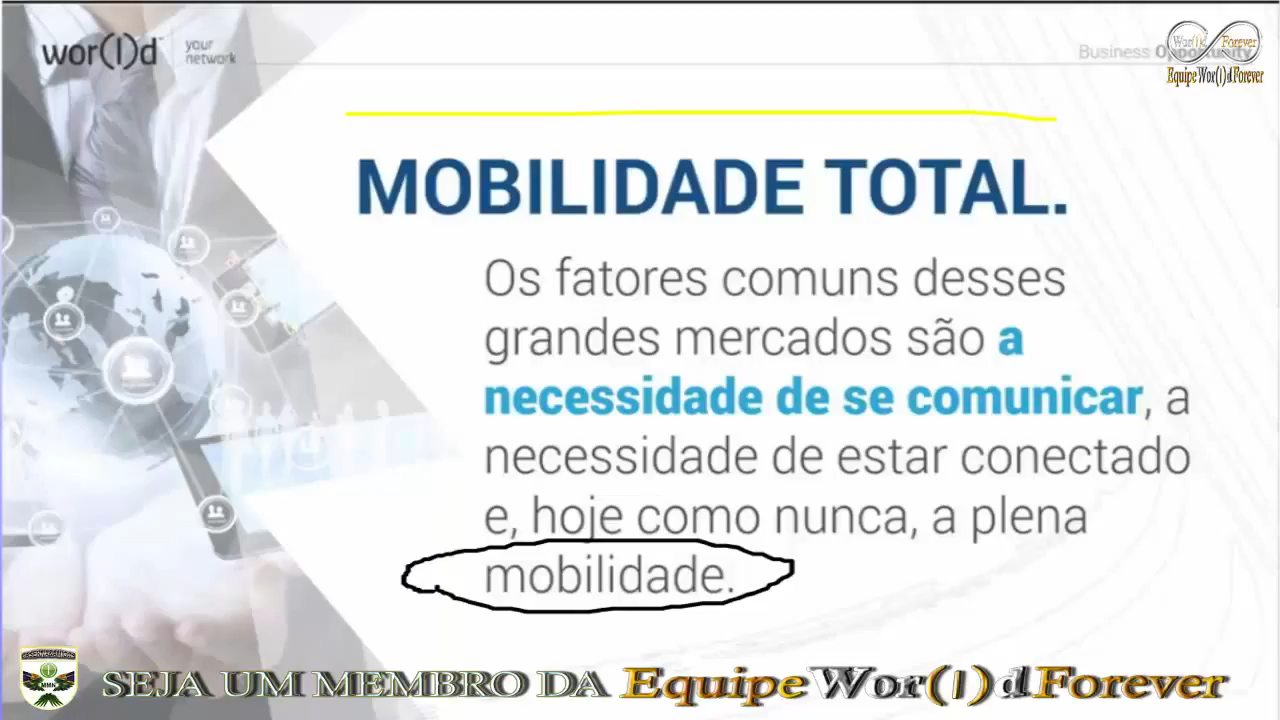 wor(l)d
your
network
Business Opportunity
Wor(l)d Forever
Equipe Wor(l)d Forever
MOBILIDADE TOTAL.
Os fatores comuns desses
grandes mercados são a
necessidade de se comunicar, a
necessidade de estar conectado
e, hoje como nunca, a plena
mobilidade.
MMN
SEJA UM MEMBRO DA Equipe Wor(l)d Forever